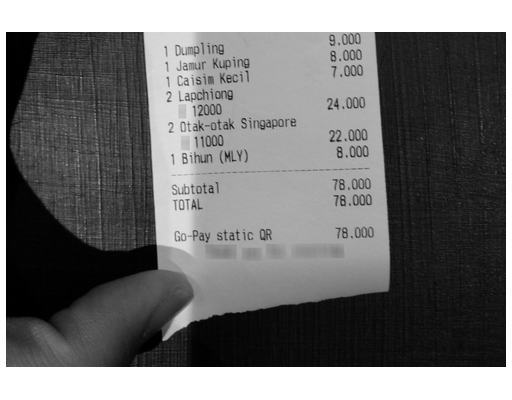 1 Dumpling 9.000
1 Jamur Kuping 8.000
1 Caisim Kecil 7.000
2 Lapchiong
12000 24.000
2 Otak-otak Singapore
11000 22.000
1 Bihun (MLY) 8.000
Subtotal 78.000
TOTAL 78.000
Go-Pay static QR 78.000